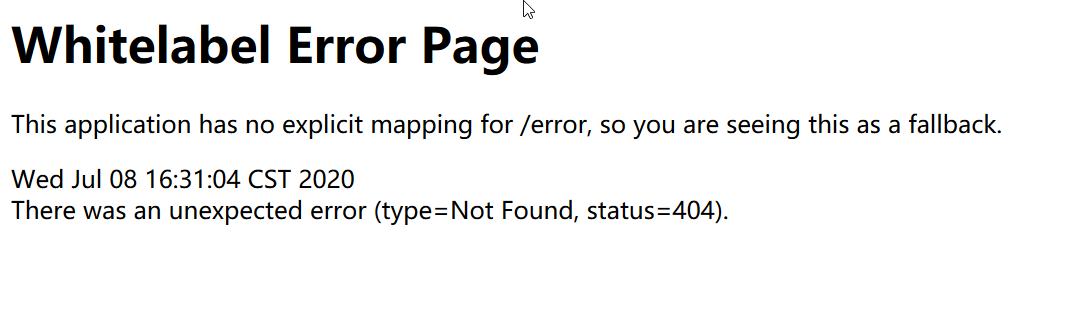 Whitelabel Error Page
This application has no explicit mapping for /error, so you are seeing this as a fallback.
Wed Jul 08 16:31:04 CST 2020
There was an unexpected error (type=Not Found, status=404).